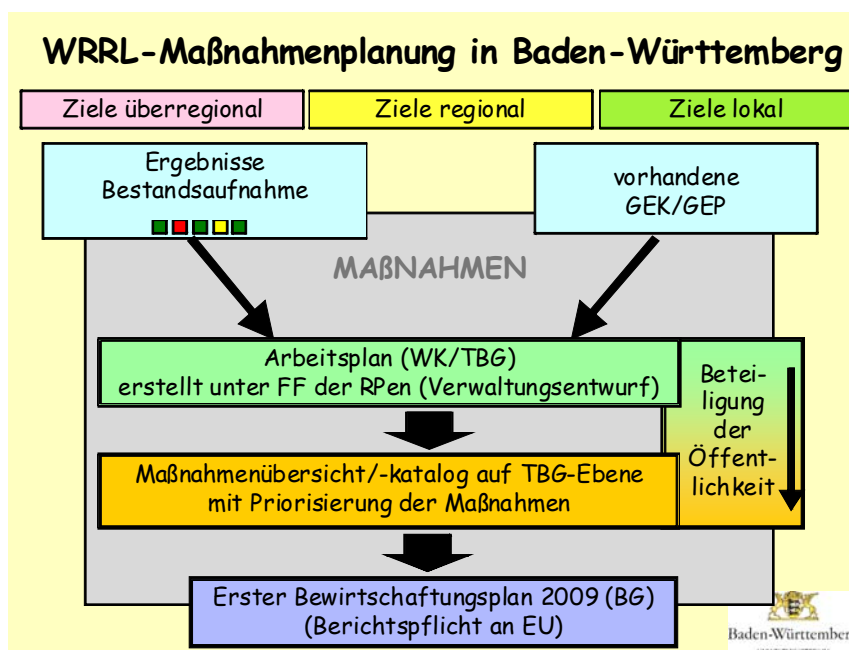 WRRL-Maßnahmenplanung in Baden-Württemberg
Ziele überregional
Ziele regional
Ziele lokal
Ergebnisse
Bestandsaufnahme
vorhandene
GEK/GEP
MAßNAHMEN
Arbeitsplan (WK/TBG)
erstellt unter FF der RPen (Verwaltungsentwurf)
Betei-
ligung
der
Öffent-
lichkeit
Maßnahmenübersicht/-katalog auf TBG-Ebene
mit Priorisierung der Maßnahmen
Erster Bewirtschaftungsplan 2009 (BG)
(Berichtspflicht an EU)
Baden-Württember